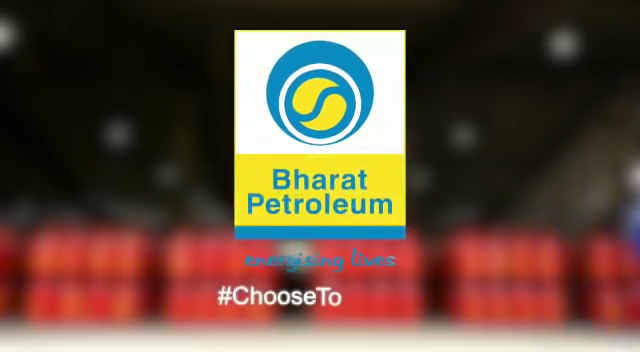 Bharat
Petroleum
energising lives
#ChooseTo